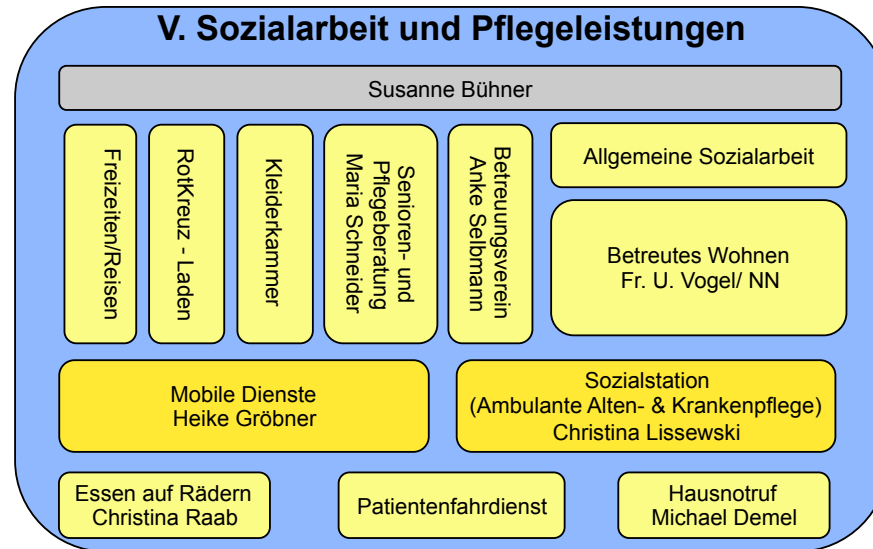 V. Sozialarbeit und Pflegeleistungen
Susanne Bühner
Freizeiten/Reisen
RotKreuz - Laden
Kleiderkammer
Senioren- und
Pflegeberatung
Maria Schneider
Betreuungsverein
Anke Selbmann
Allgemeine Sozialarbeit
Betreutes Wohnen
Fr. U. Vogel/ NN
Mobile Dienste
Heike Gröbner
Sozialstation
(Ambulante Alten- & Krankenpflege)
Christina Lissewski
Essen auf Rädern
Christina Raab
Patientenfahrdienst
Hausnotruf
Michael Demel